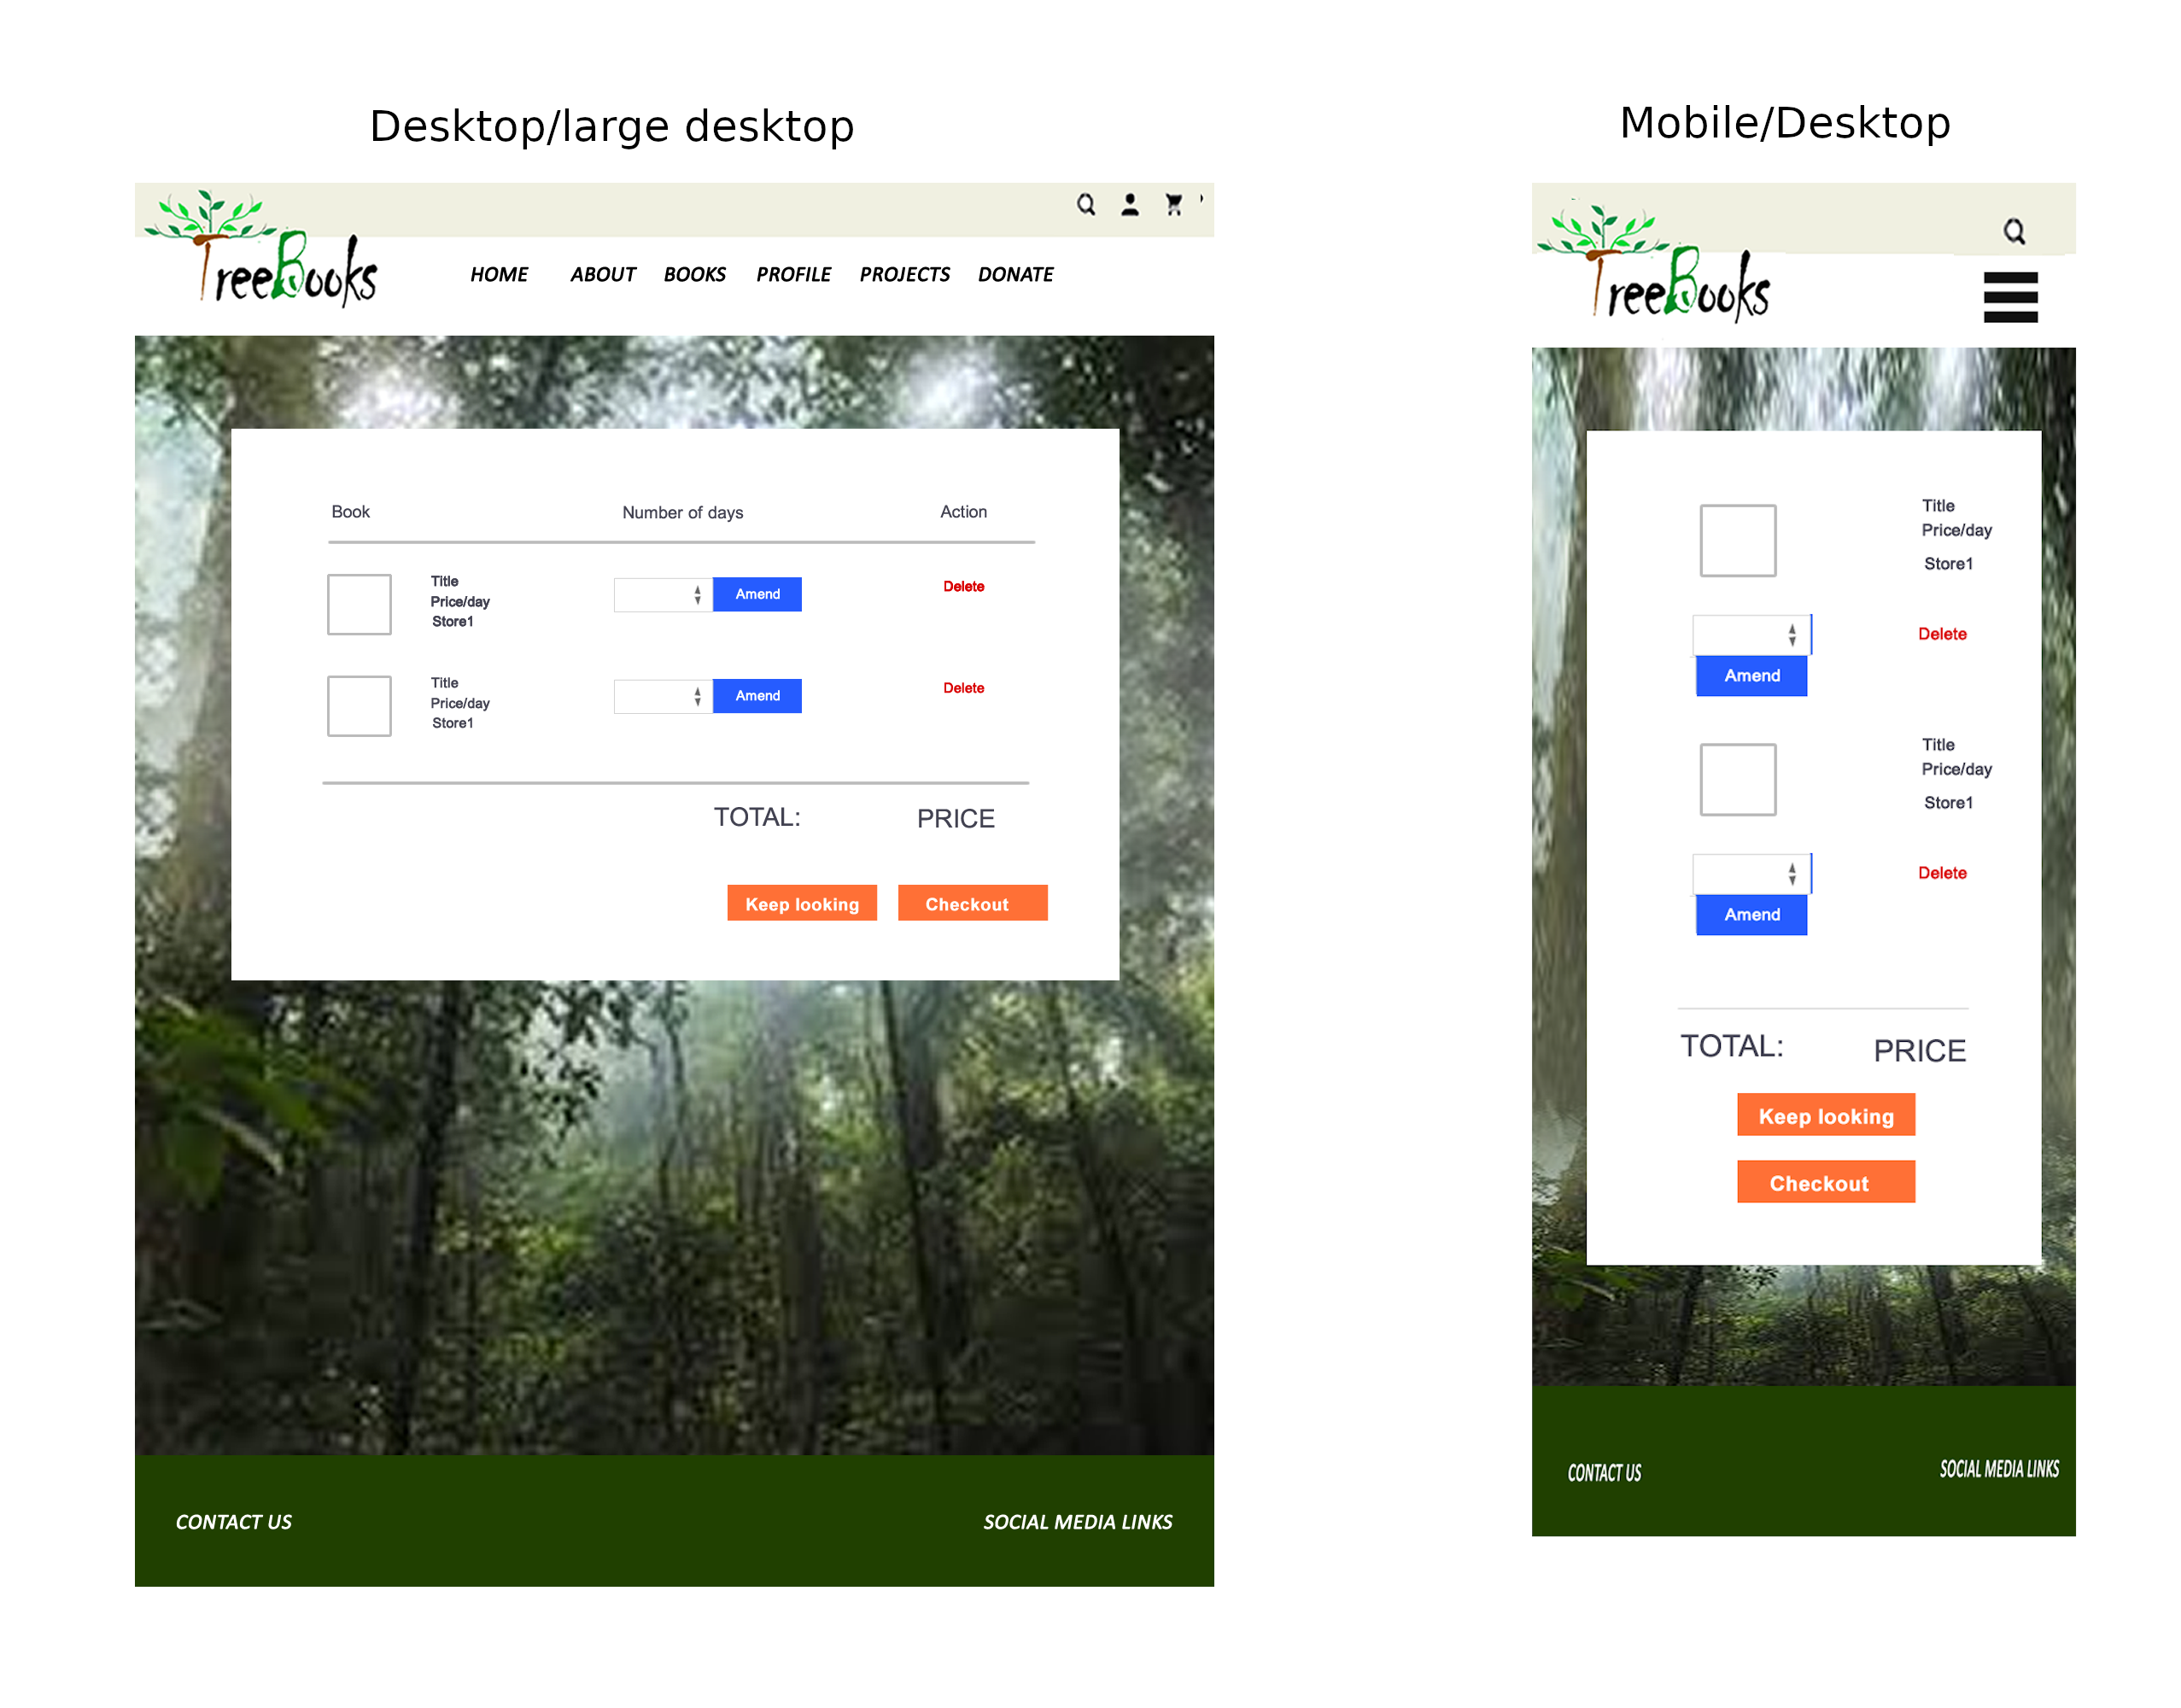 Desktop/large desktop
TreeBooks
HOME ABOUT BOOKS PROFILE PROJECTS DONATE
Book Number of days Action
Title
Price/day
Store1
Amend
Delete
Title
Price/day
Store1
Amend
Delete
TOTAL: PRICE
Keep looking Checkout
CONTACT US SOCIAL MEDIA LINKS
Mobile/Desktop
TreeBooks
Title
Price/day
Store1
Delete
Amend
Title
Price/day
Store1
Delete
Amend
TOTAL: PRICE
Keep looking
Checkout
CONTACT US SOCIAL MEDIA LINKS